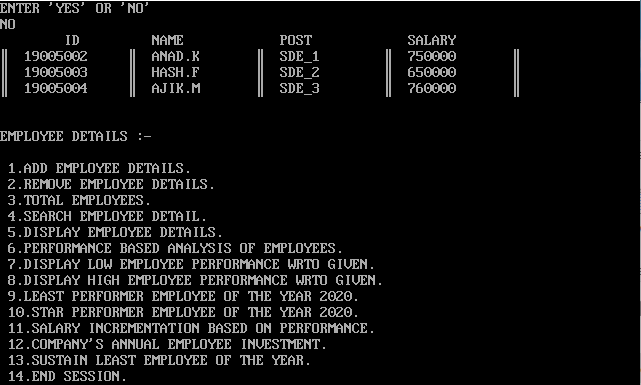 ENTER 'YES' OR 'NO'
NO
ID NAME POST SALARY
19005002 ANAD.K SDE_1 750000
19005003 HASH.F SDE_2 650000
19005004 AJIK.M SDE_3 760000
EMPLOYEE DETAILS :-
1.ADD EMPLOYEE DETAILS.
2.REMOVE EMPLOYEE DETAILS.
3.TOTAL EMPLOYEES.
4.SEARCH EMPLOYEE DETAIL.
5.DISPLAY EMPLOYEE DETAILS.
6.PERFORMANCE BASED ANALYSIS OF EMPLOYEES.
7.DISPLAY LOW EMPLOYEE PERFORMANCE WRTO GIVEN.
8.DISPLAY HIGH EMPLOYEE PERFORMANCE WRTO GIVEN.
9.LEAST PERFORMER EMPLOYEE OF THE YEAR 2020.
10.STAR PERFORMER EMPLOYEE OF THE YEAR 2020.
11.SALARY INCREMENTATION BASED ON PERFORMANCE.
12.COMPANY'S ANNUAL EMPLOYEE INVESTMENT.
13.SUSTAIN LEAST EMPLOYEE OF THE YEAR.
14.END SESSION.